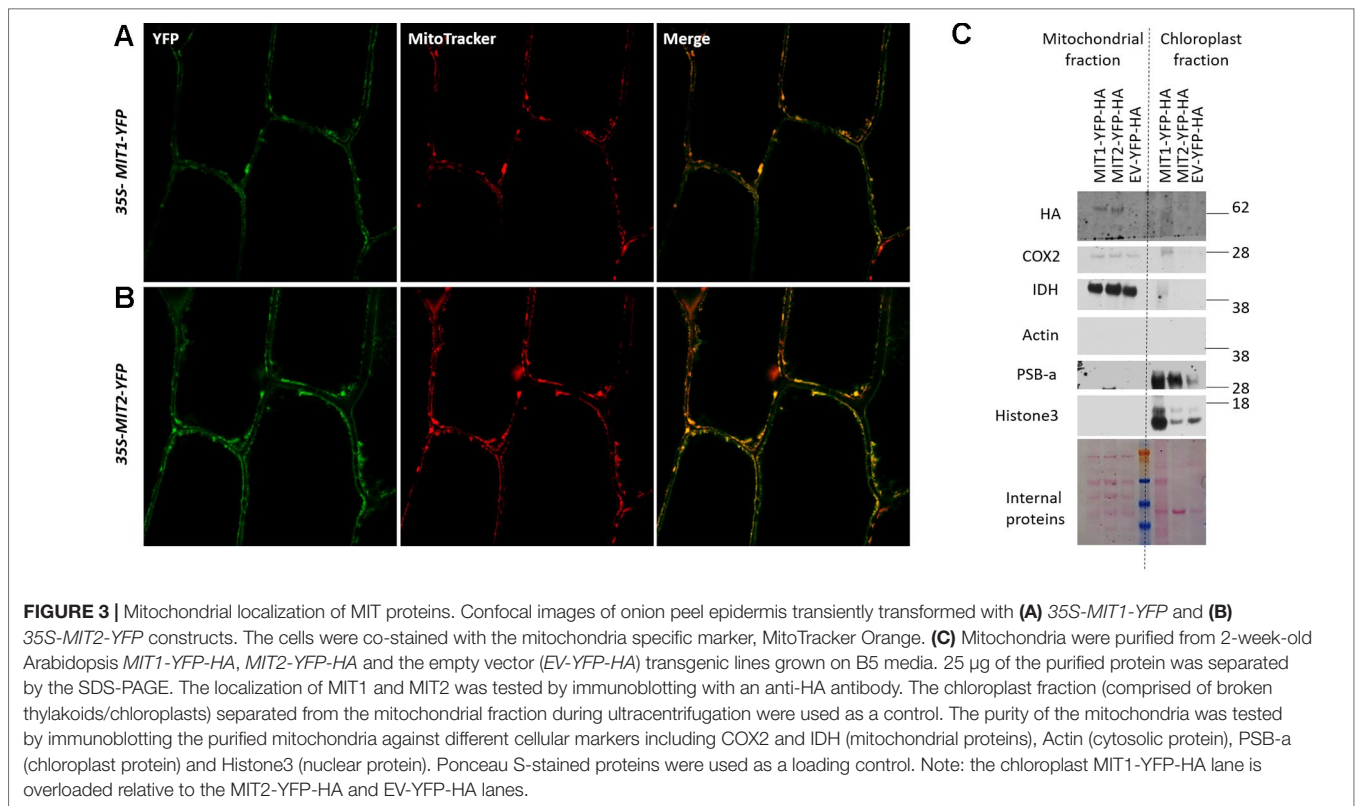 A
YFP
MitoTracker
Merge
35S- MIT1-YFP
B
35S-MIT2-YFP
C
Mitochondrial fraction
Chloroplast fraction
MIT1-YFP-HA
MIT2-YFP-HA
EV-YFP-HA
MIT1-YFP-HA
MIT2-YFP-HA
EV-YFP-HA
HA
62
COX2
28
IDH
38
Actin
38
PSB-a
28
Histone3
18
Internal proteins
FIGURE 3 | Mitochondrial localization of MIT proteins. Confocal images of onion peel epidermis transiently transformed with (A) 35S-MIT1-YFP and (B)
35S-MIT2-YFP constructs. The cells were co-stained with the mitochondria specific marker, MitoTracker Orange. (C) Mitochondria were purified from 2-week-old
Arabidopsis MIT1-YFP-HA, MIT2-YFP-HA and the empty vector (EV-YFP-HA) transgenic lines grown on B5 media. 25 µg of the purified protein was separated
by the SDS-PAGE. The localization of MIT1 and MIT2 was tested by immunoblotting with an anti-HA antibody. The chloroplast fraction (comprised of broken
thylakoids/chloroplasts) separated from the mitochondrial fraction during ultracentrifugation were used as a control. The purity of the mitochondria was tested
by immunoblotting the purified mitochondria against different cellular markers including COX2 and IDH (mitochondrial proteins), Actin (cytosolic protein), PSB-a
(chloroplast protein) and Histone3 (nuclear protein). Ponceau S-stained proteins were used as a loading control. Note: the chloroplast MIT1-YFP-HA lane is
overloaded relative to the MIT2-YFP-HA and EV-YFP-HA lanes.